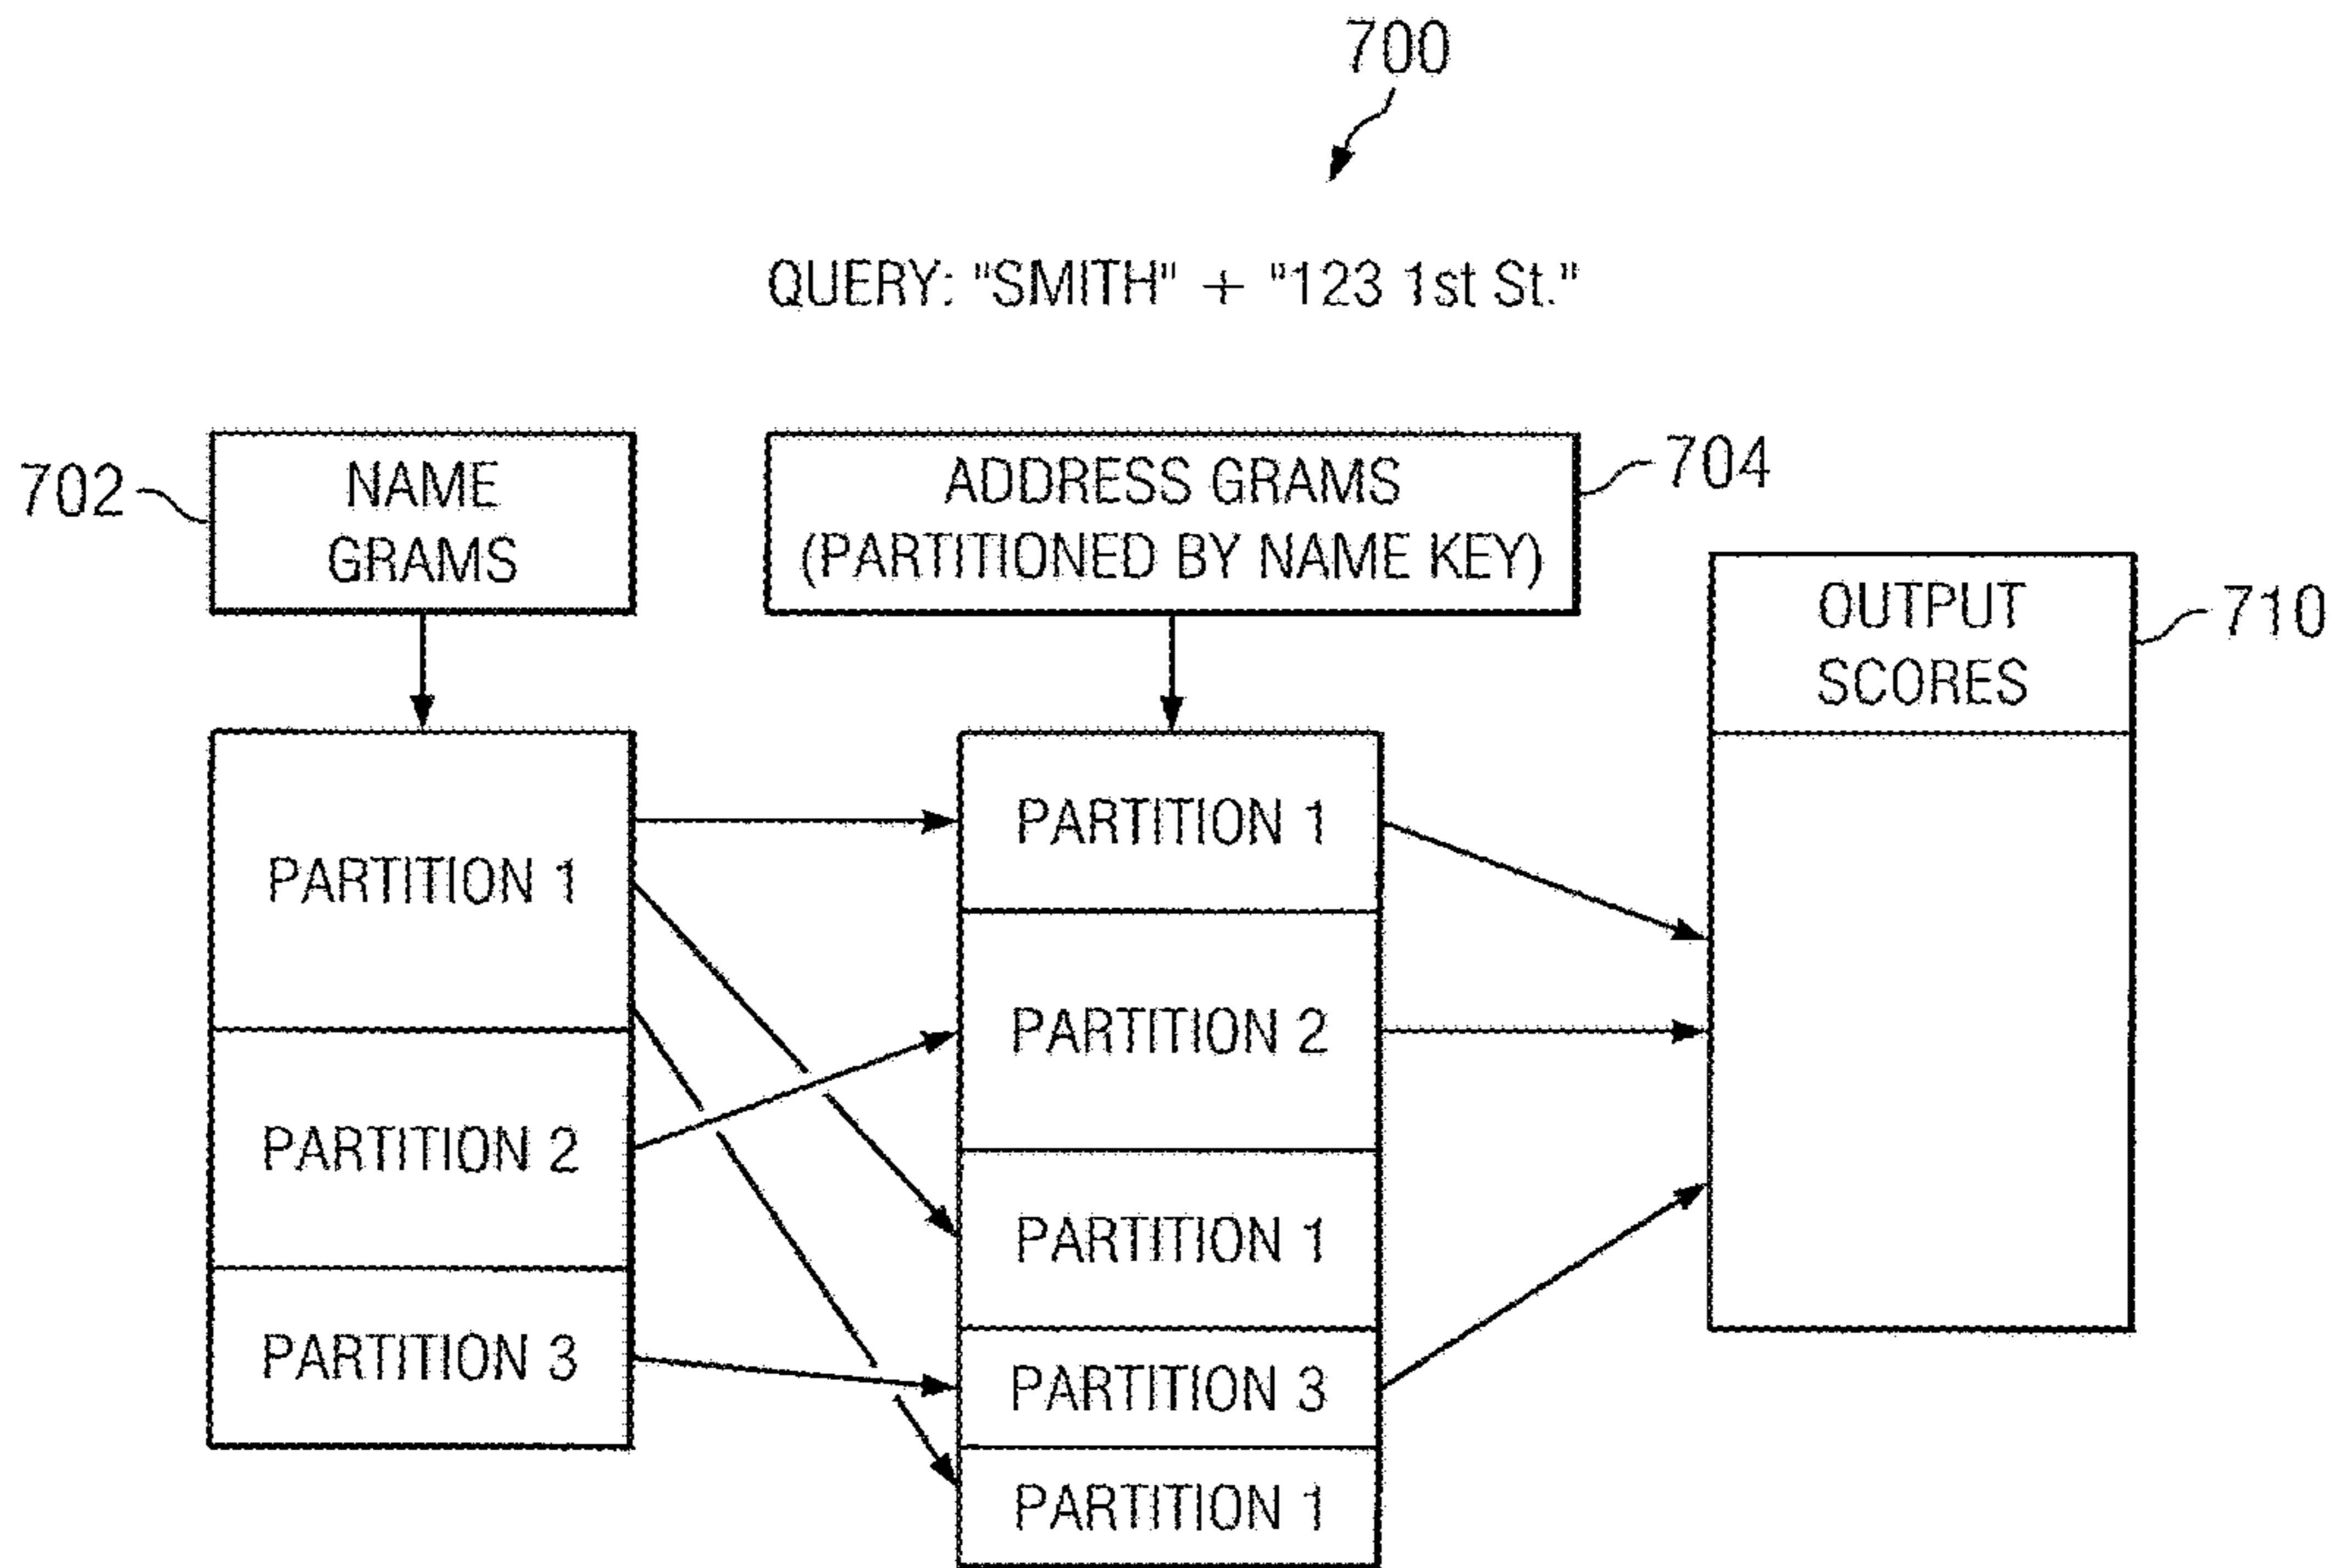 700
QUERY: "SMITH" + "123 1st St."
702
NAME
GRAMS
ADDRESS GRAMS
(PARTITIONED BY NAME KEY)
704
OUTPUT
SCORES
710
PARTITION 1
PARTITION 2
PARTITION 3
PARTITION 1
PARTITION 2
PARTITION 1
PARTITION 3
PARTITION 1